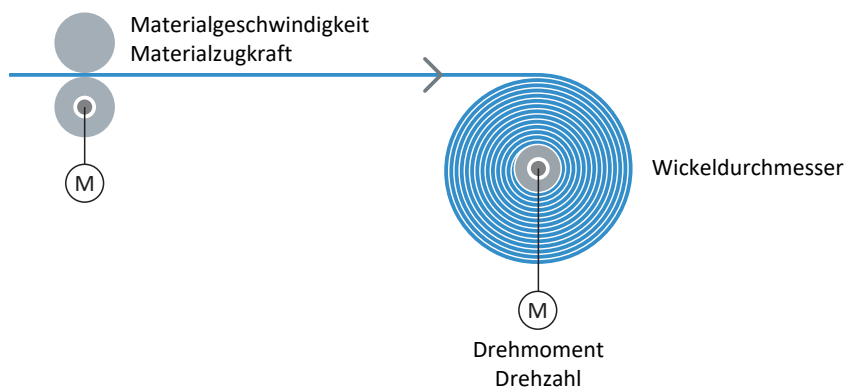 Materialgeschwindigkeit
Materialzugkraft
M
Wickeldurchmesser
M
Drehmoment
Drehzahl